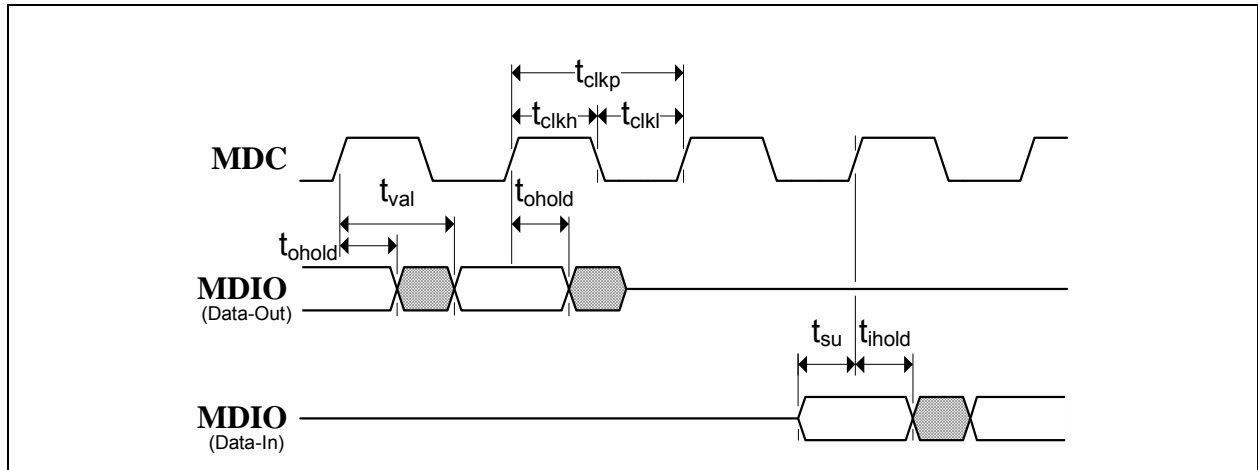 tclkp
tclkh tclkl
MDC
tval tohold
tohold
MDIO
(Data-Out)
tsu tihold
MDIO
(Data-In)